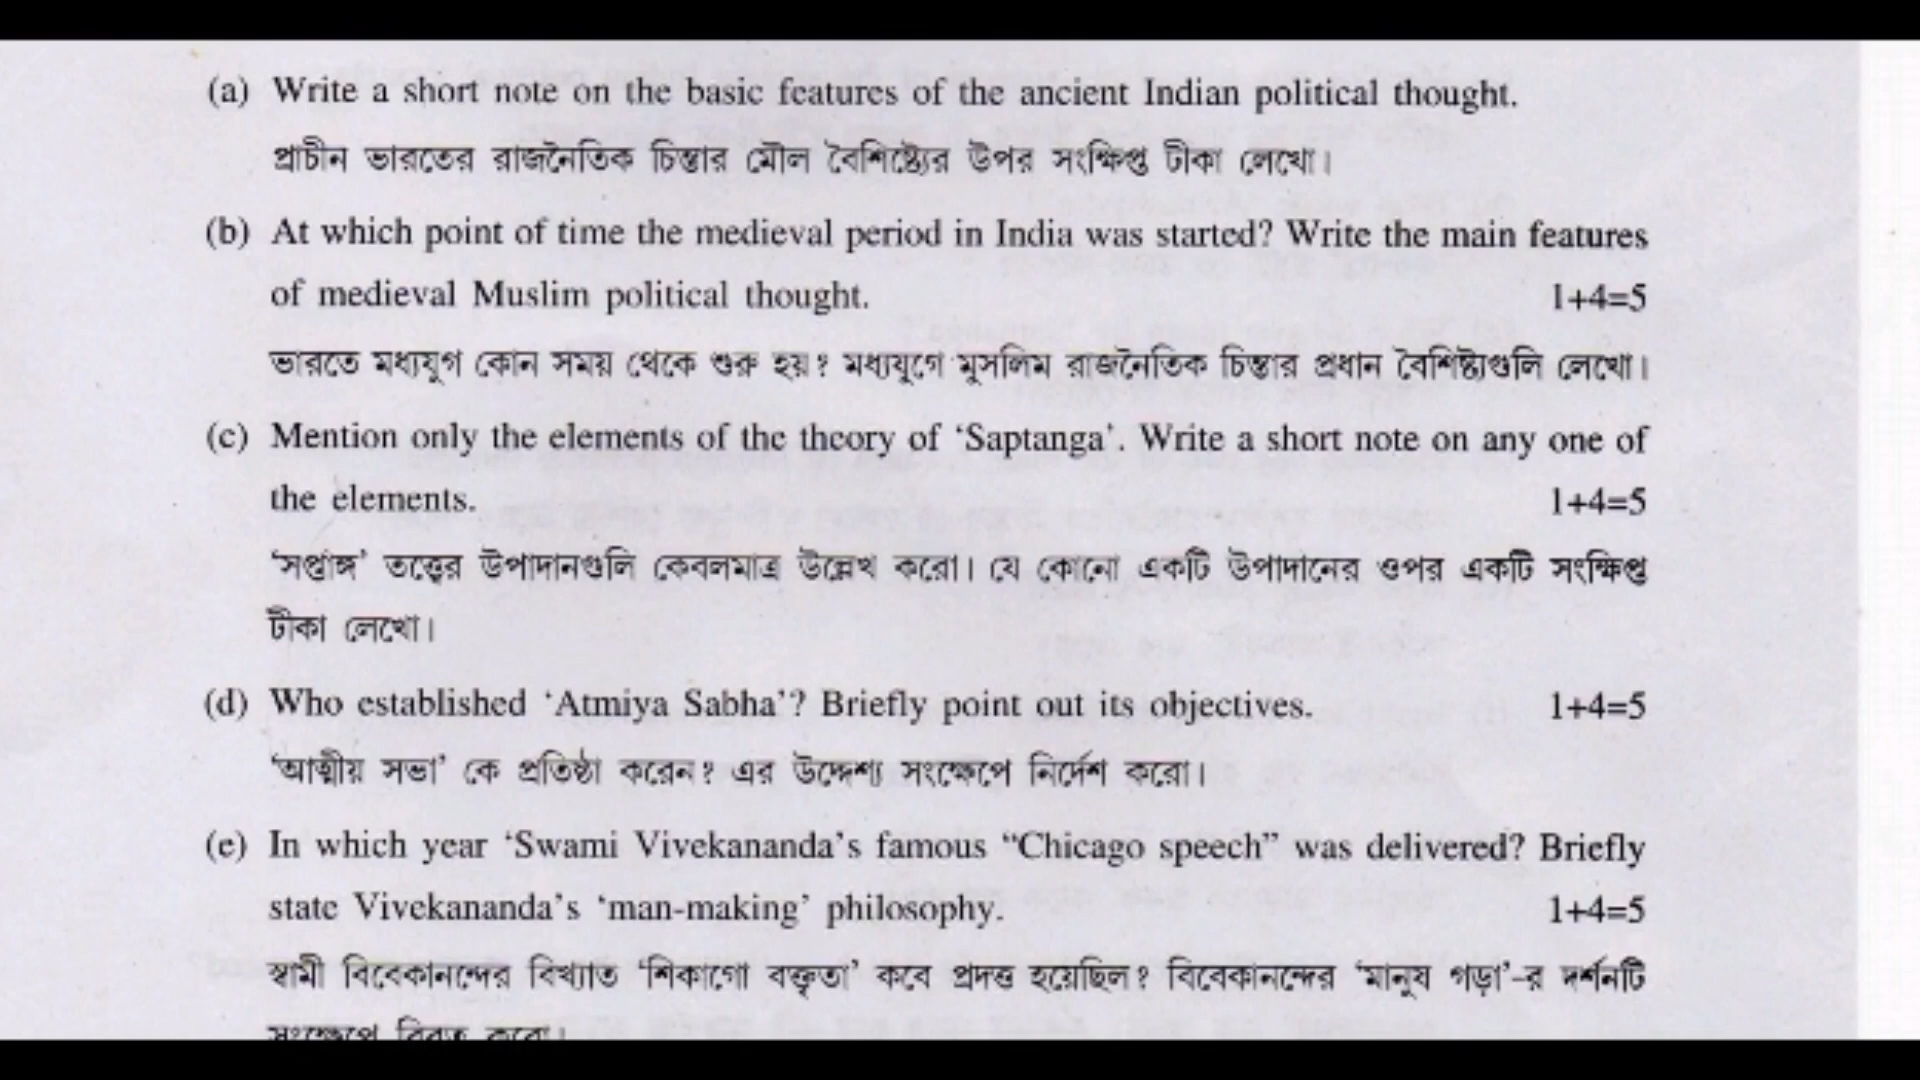 (a) Write a short note on the basic features of the ancient Indian political thought.
প্রাচীন ভারতের রাজনৈতিক চিন্তার মৌল বৈশিষ্ট্যের উপর সংক্ষিপ্ত টীকা লেখো।
(b) At which point of time the medieval period in India was started? Write the main features
of medieval Muslim political thought. 1+4=5
ভারতে মধ্যযুগ কোন সময় থেকে শুরু হয়? মধ্যযুগে মুসলিম রাজনৈতিক চিন্তার প্রধান বৈশিষ্ট্যগুলি লেখো।
(c) Mention only the elements of the theory of ‘Saptanga’. Write a short note on any one of
the elements. 1+4=5
‘সপ্তাঙ্গ’ তত্ত্বের উপাদানগুলি কেবলমাত্র উল্লেখ করো। যে কোনো একটি উপাদানের ওপর একটি সংক্ষিপ্ত
টীকা লেখো।
(d) Who established ‘Atmiya Sabha’? Briefly point out its objectives. 1+4=5
‘আত্মীয় সভা’ কে প্রতিষ্ঠা করেন? এর উদ্দেশ্য সংক্ষেপে নির্দেশ করো।
(e) In which year ‘Swami Vivekananda’s famous “Chicago speech” was delivered? Briefly
state Vivekananda’s ‘man-making’ philosophy. 1+4=5
স্বামী বিবেকানন্দের বিখ্যাত ‘শিকাগো বক্তৃতা’ কবে প্রদত্ত হয়েছিল? বিবেকানন্দের ‘মানুষ গড়া’-র দর্শনটি
সংক্ষেপে বিবৃত করো।